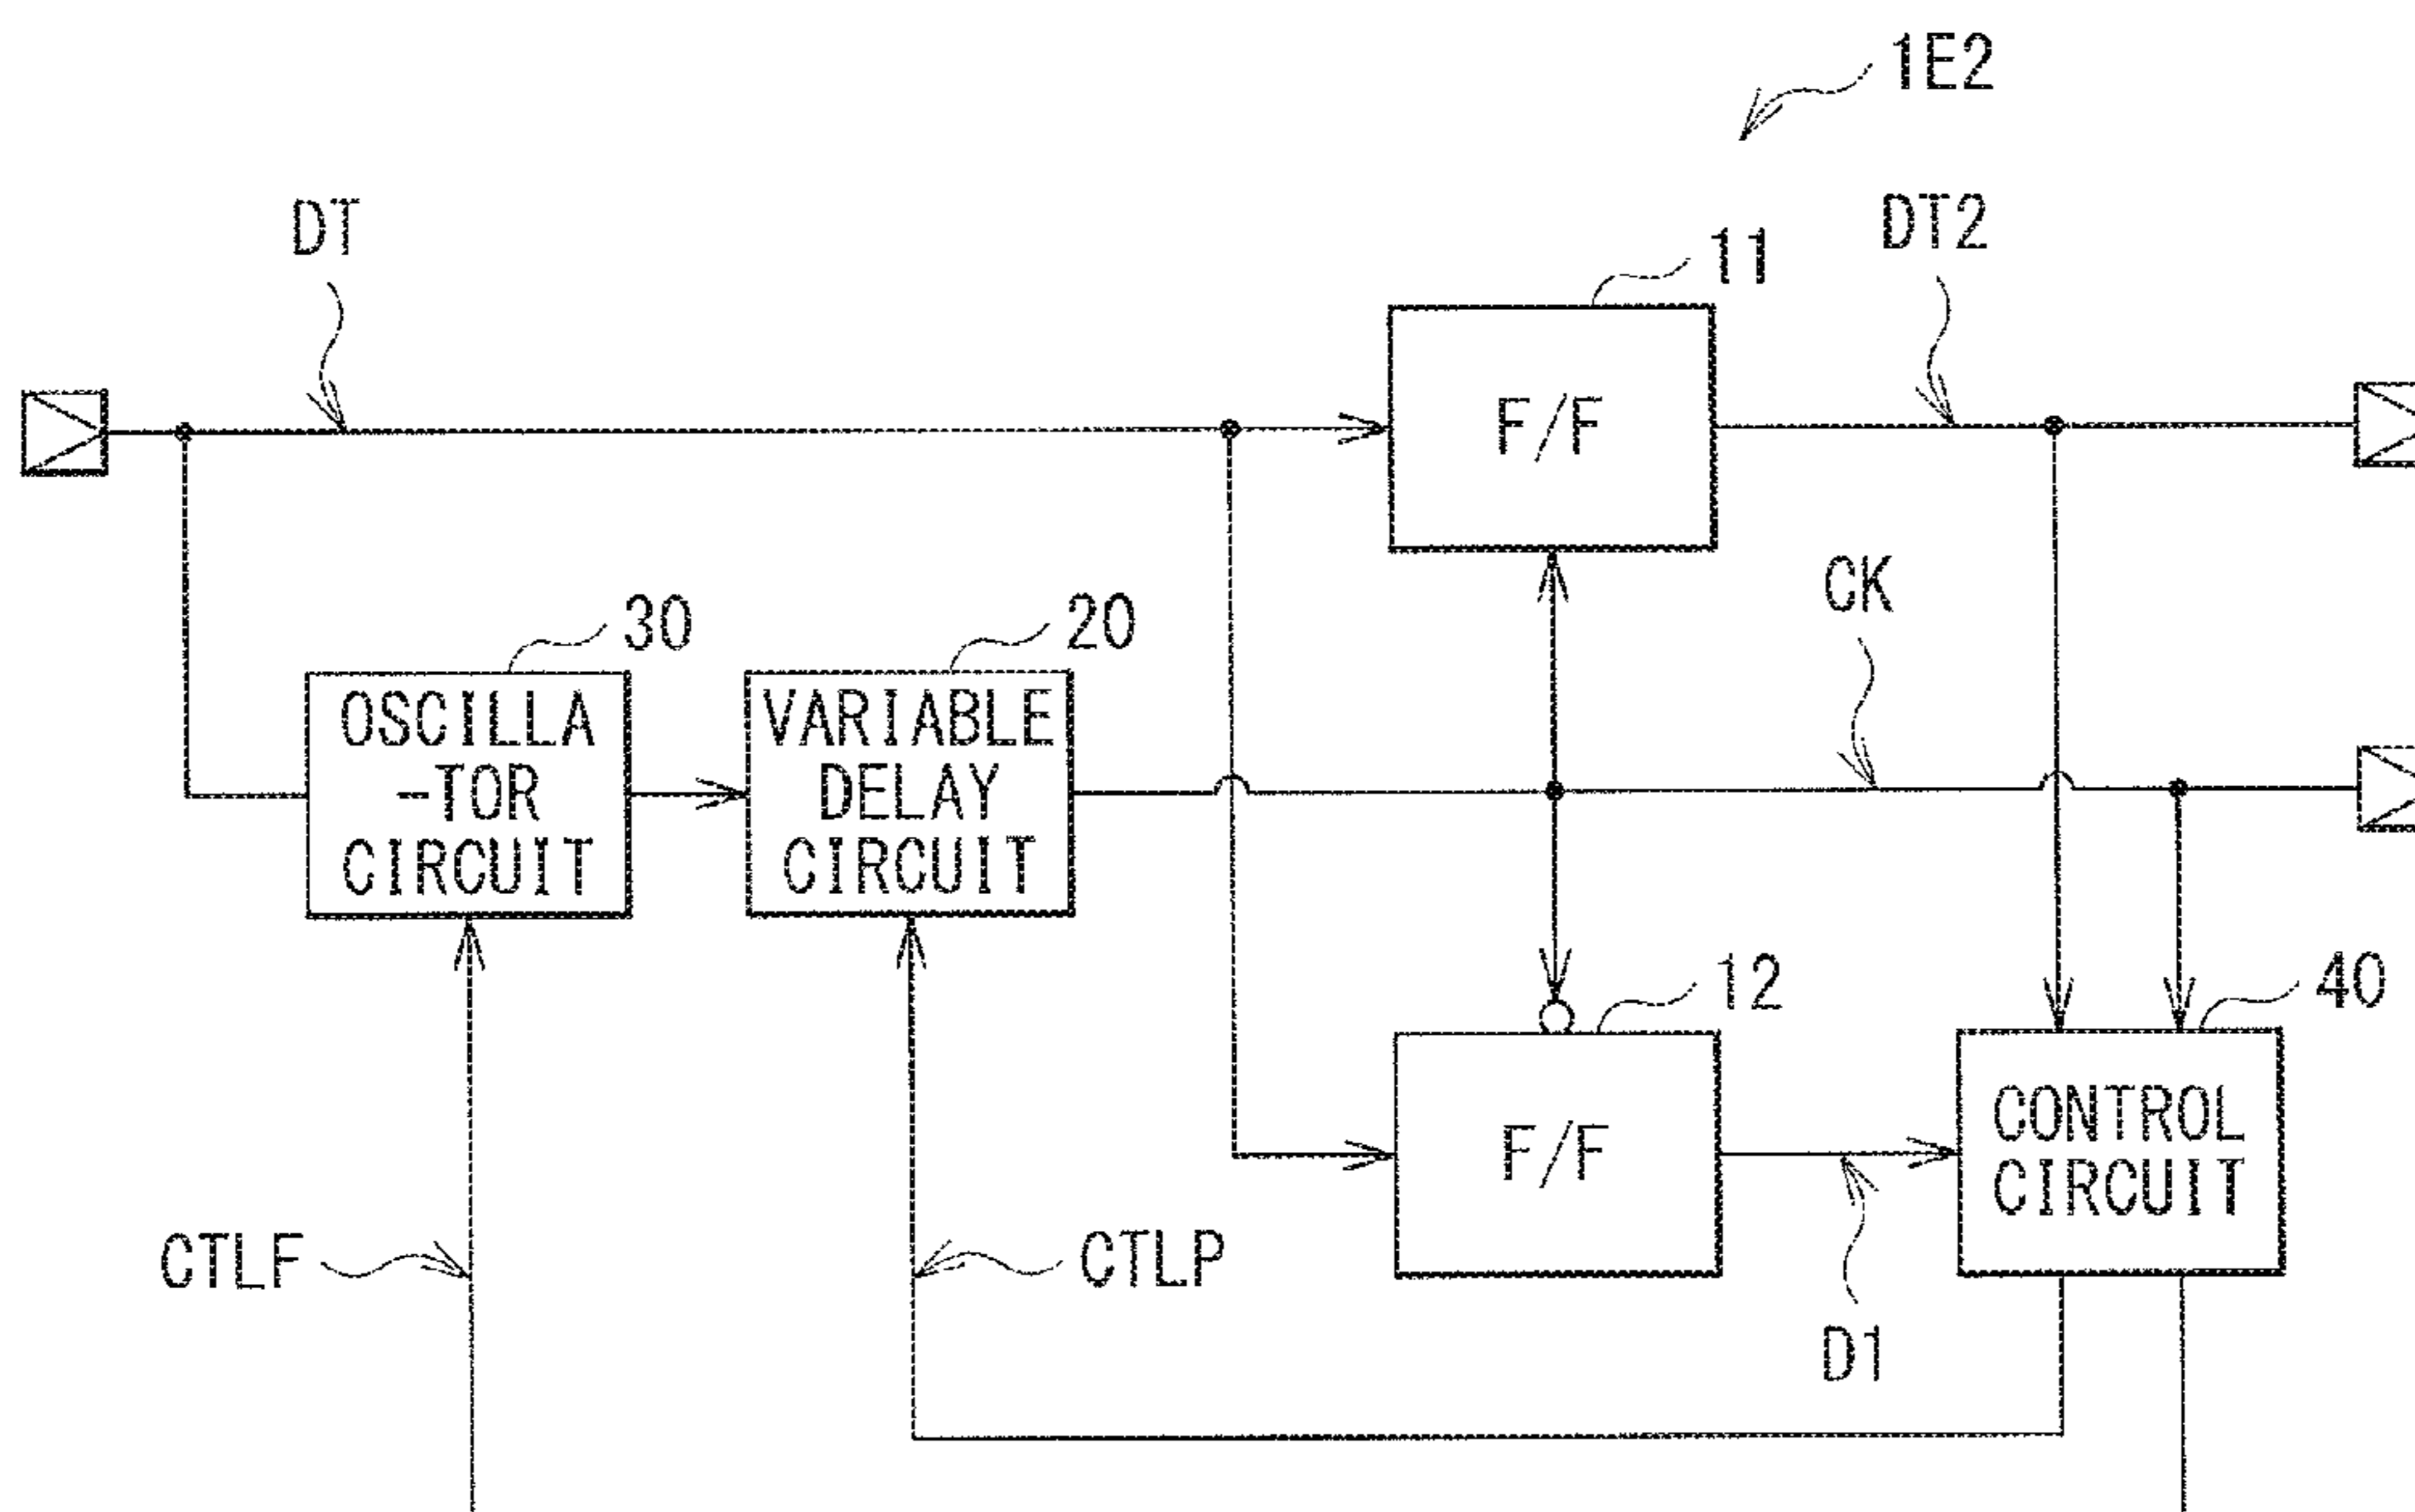 1E2
DT
DT2
11
F/F
CK
30
20
OSCILLA
-TOR
CIRCUIT
VARIABLE
DELAY
CIRCUIT
12
40
F/F
CONTROL
CIRCUIT
CTLF
CTLP
D1